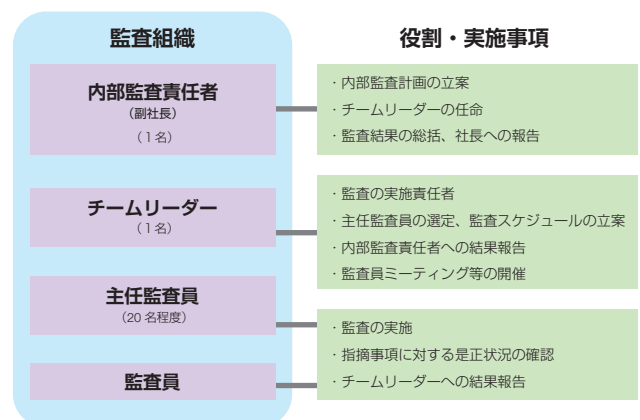 監査組織
内部監査責任者
（副社長）
（1名）
チームリーダー
（1名）
主任監査員
（20名程度）
監査員
役割・実施事項
・内部監査計画の立案
・チームリーダーの任命
・監査結果の総括、社長への報告
・監査の実施責任者
・主任監査員の選定、監査スケジュールの立案
・内部監査責任者への結果報告
・監査員ミーティング等の開催
・監査の実施
・指摘事項に対する是正状況の確認
・チームリーダーへの結果報告